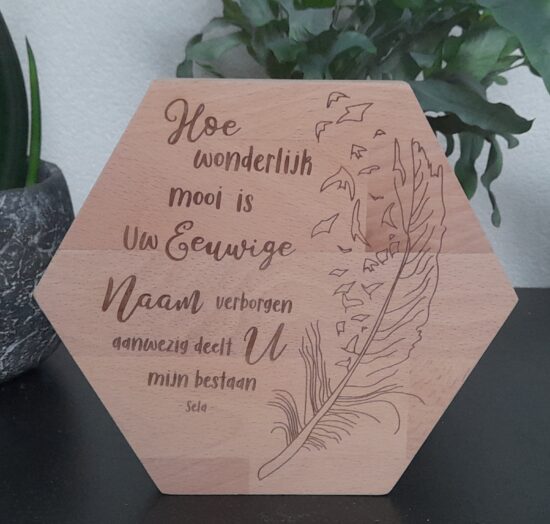 Hoe
wonderlijk
mooi is
Uw Eeuwige
Naam verborgen
aanwezig deelt U
mijn bestaan
- Sela -